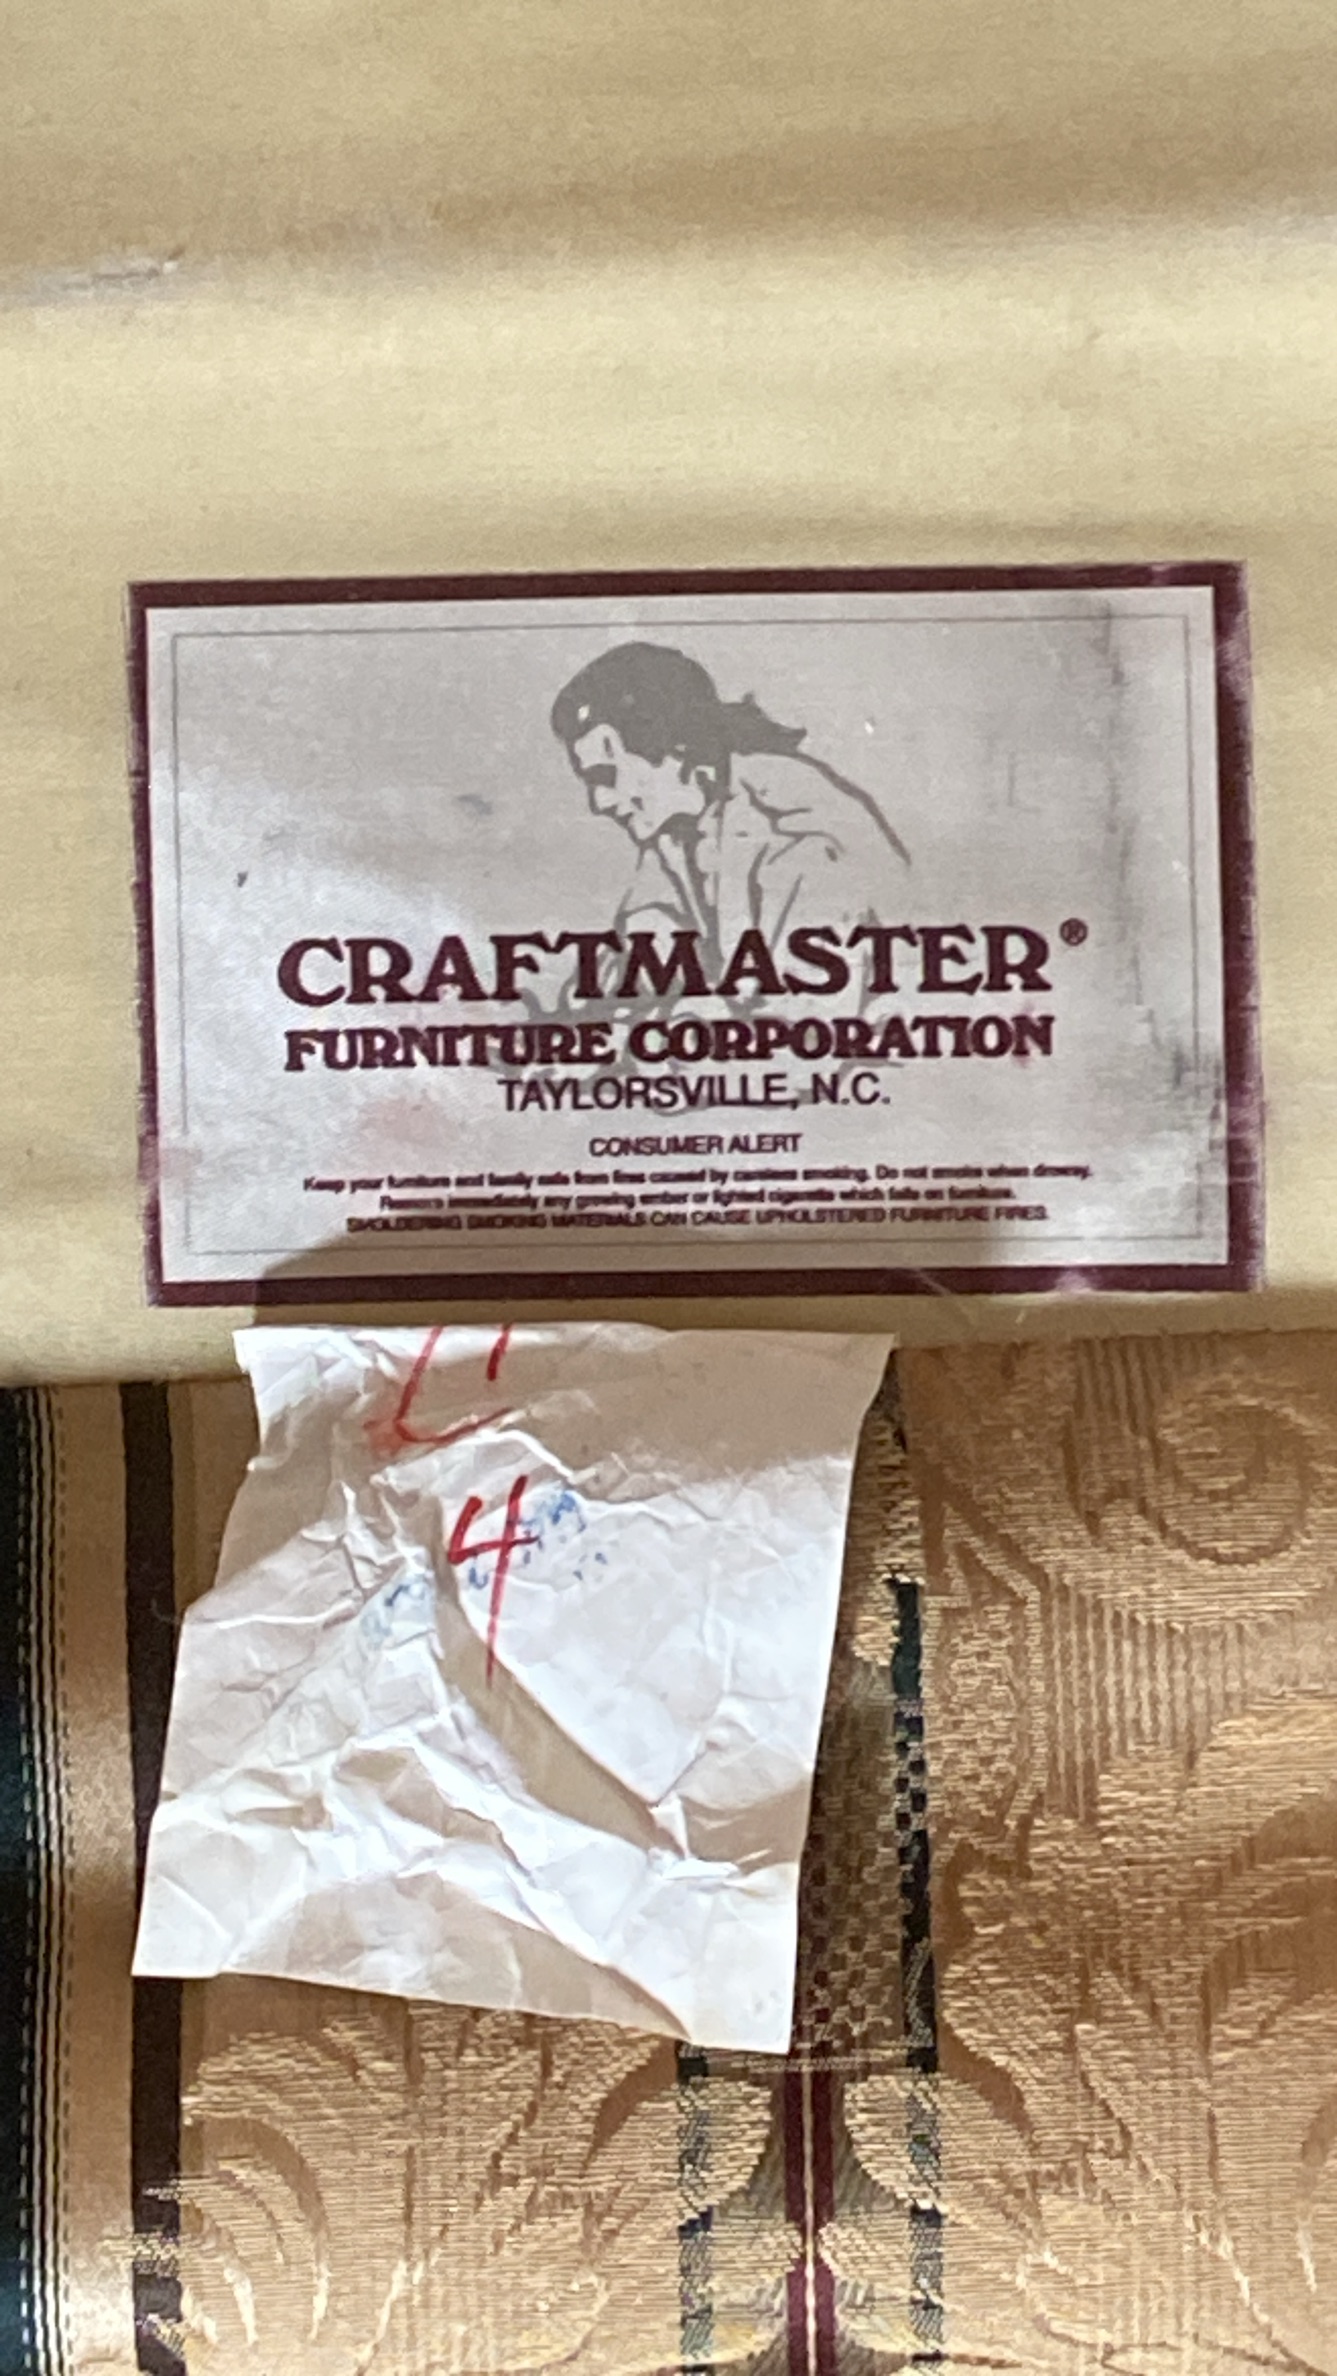 CRAFTMASTER®
FURNITURE CORPORATION
TAYLORSVILLE, N.C.
CONSUMER ALERT
Keep your furniture and family safe from fires caused by careless smoking. Do not smoke when drowsy.
Remove immediately any glowing ember or lighted cigarette which falls on furniture.
SMOLDERING SMOKING MATERIALS CAN CAUSE UPHOLSTERED FURNITURE FIRES.
4